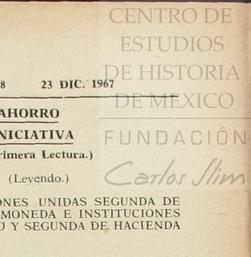 CENTRO DE
ESTUDIOS
DE HISTORIA
DE MEXICO
FUNDACIÓN
Carlos Slim
8 23 DIC. 1967
AHORRO
NICIATIVA
rimera Lectura.)
(Leyendo.)
ONES UNIDAS SEGUNDA DE
MONEDA E INSTITUCIONES
Y SEGUNDA DE HACIENDA